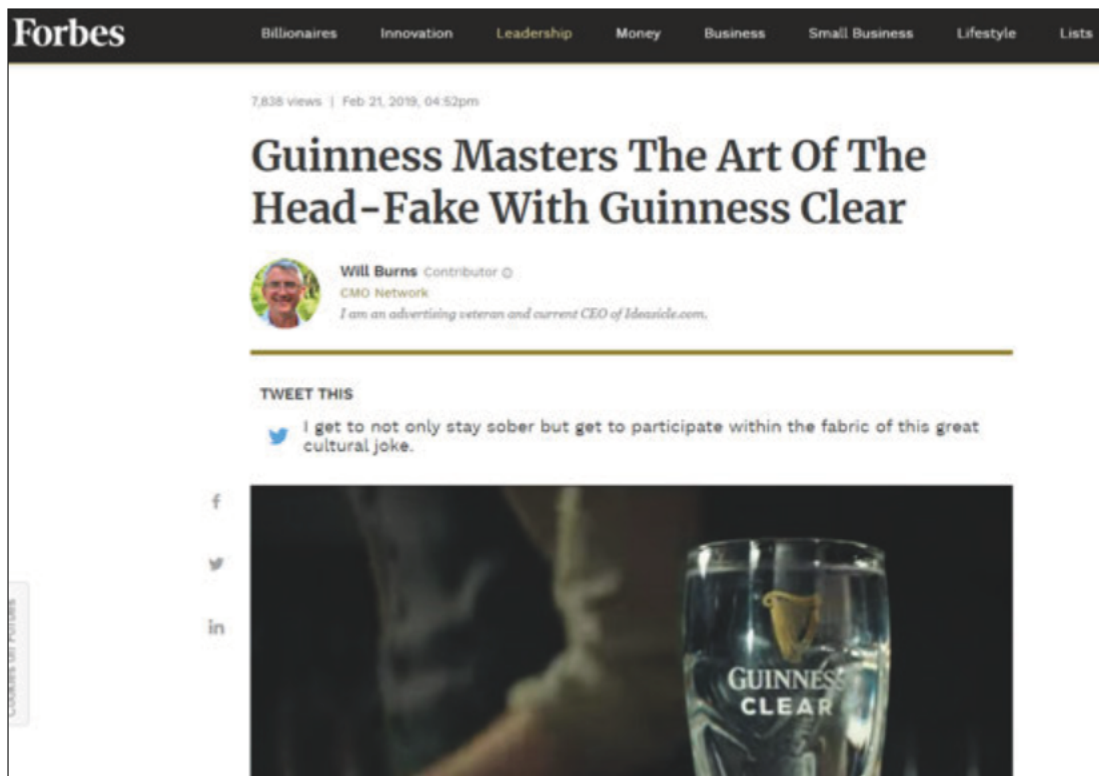 Forbes
Billionaires Innovation Leadership Money Business Small Business Lifestyle Lists
7,838 views | Feb 21, 2019, 04:52pm
Guinness Masters The Art Of The
Head-Fake With Guinness Clear
Will Burns Contributor
CMO Network
I am an advertising veteran and current CEO of Ideasicle.com.
TWEET THIS
I get to not only stay sober but get to participate within the fabric of this great
cultural joke.
f
in
Cookies on Forbes
GUINNESS
CLEAR